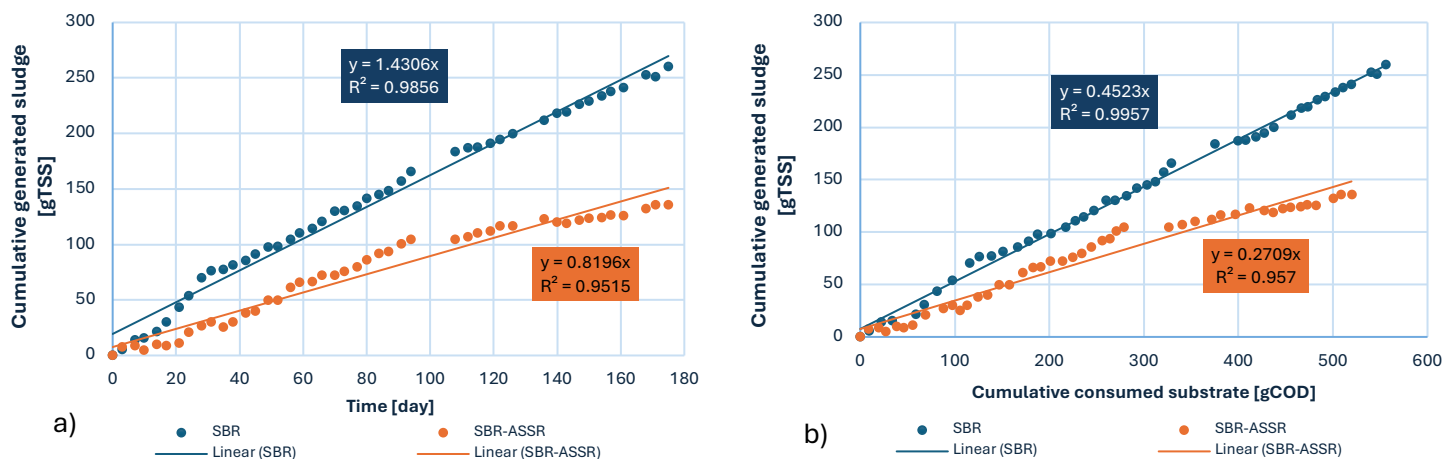 Cumulative generated sludge
[gTSS]
300
250
200
150
100
50
0
y = 1.4306x
R² = 0.9856
y = 0.8196x
R² = 0.9515
0 20 40 60 80 100 120 140 160 180
Time [day]
a)
SBR
SBR-ASSR
Linear (SBR)
Linear (SBR-ASSR)
Cumulative generated sludge
[gTSS]
300
250
200
150
100
50
0
y = 0.4523x
R² = 0.9957
y = 0.2709x
R² = 0.957
0 100 200 300 400 500 600
Cumulative consumed substrate [gCOD]
b)
SBR
SBR-ASSR
Linear (SBR)
Linear (SBR-ASSR)